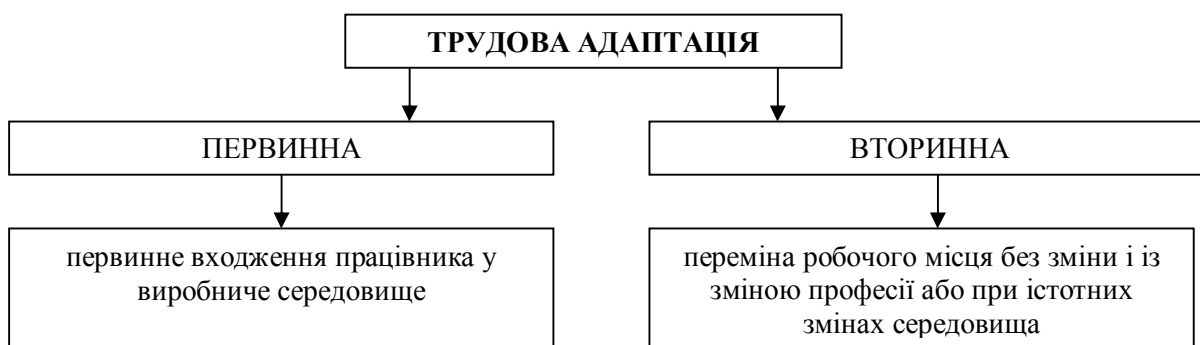 ТРУДОВА АДАПТАЦІЯ
ПЕРВИННА
ВТОРИННА
первинне входження працівника у
виробниче середовище
переміна робочого місця без зміни і із
зміною професії або при істотних
змінах середовища